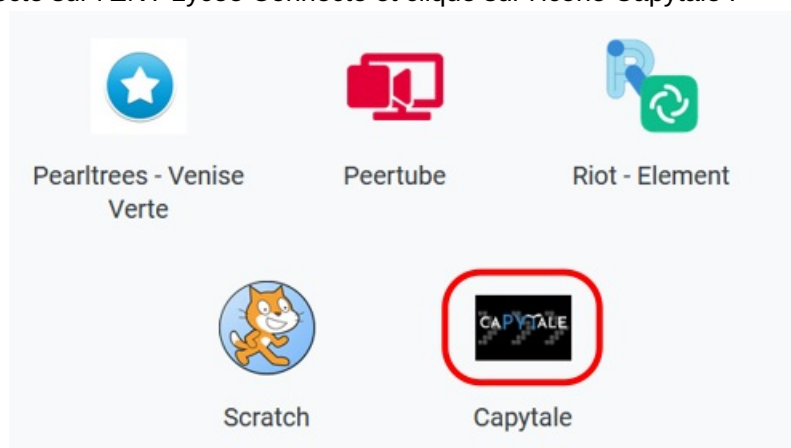 Pearltrees - Venise Peertube Riot - Element
Verte
CAPYTALE
Scratch Capytale